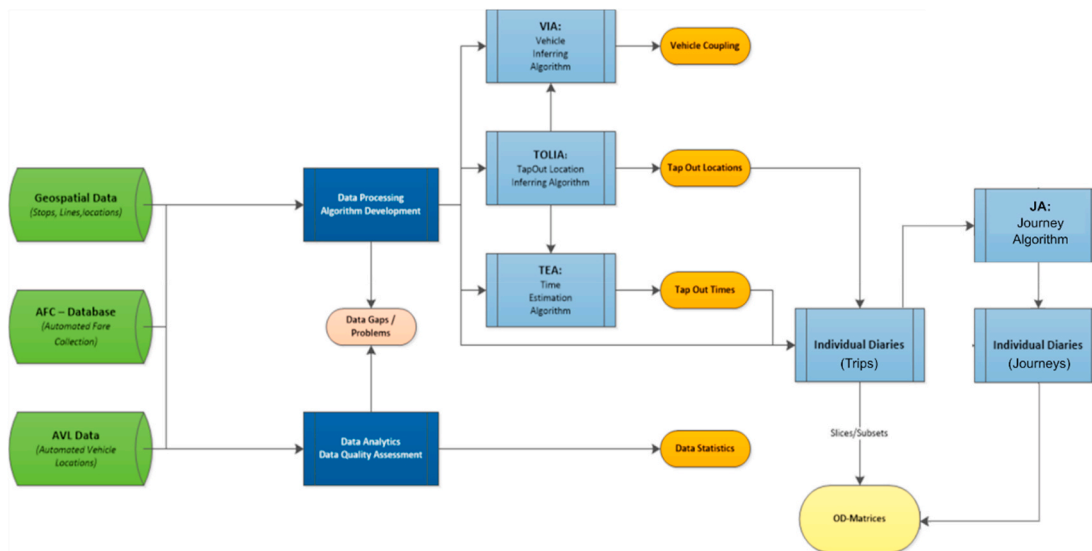 VIA:
Vehicle
Inferring
Algorithm
Vehicle Coupling
TOLIA:
TapOut Location
Inferring Algorithm
Tap Out Locations
Geospatial Data
(Stops, Lines,locations)
Data Processing
Algorithm Development
JA:
Journey
Algorithm
TEA:
Time
Estimation
Algorithm
Tap Out Times
AFC – Database
(Automated Fare
Collection)
Data Gaps /
Problems
Individual Diaries
(Trips)
Individual Diaries
(Journeys)
AVL Data
(Automated Vehicle
Locations)
Data Analytics
Data Quality Assessment
Data Statistics
Slices/Subsets
OD-Matrices